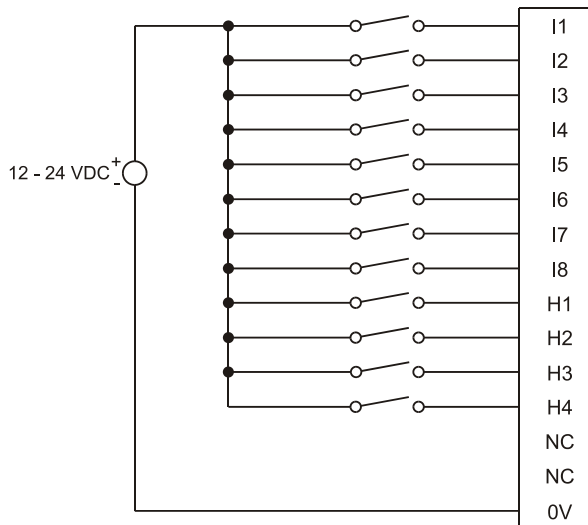 I1
I2
I3
I4
12 - 24 VDC + -
I5
I6
I7
I8
H1
H2
H3
H4
NC
NC
0V